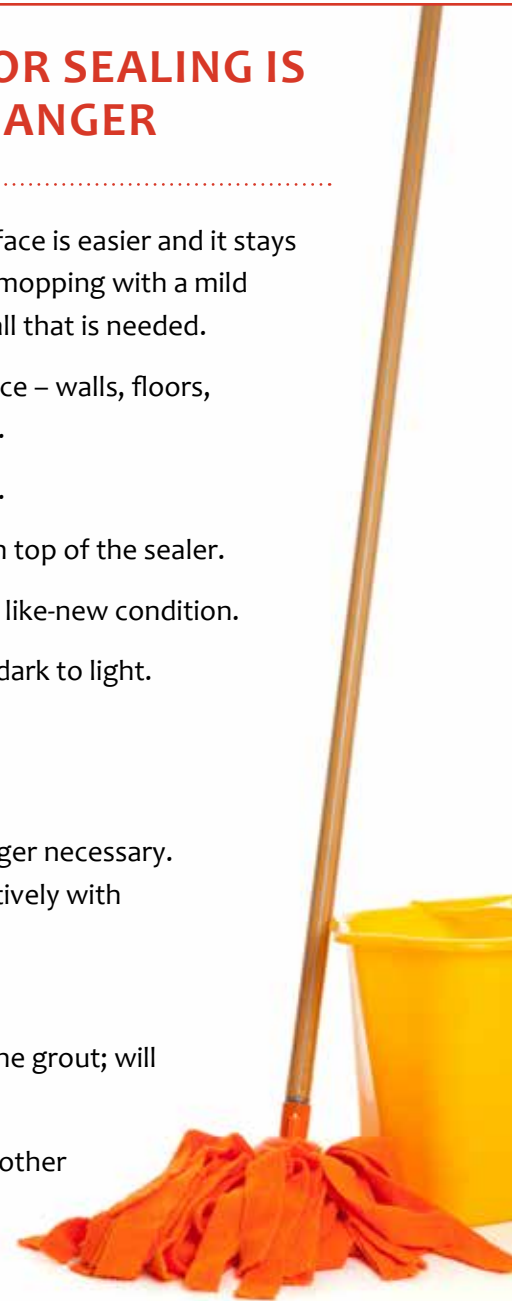 OR SEALING IS
ANGER
face is easier and it stays
mopping with a mild
all that is needed.
ce – walls, floors,
.
.
n top of the sealer.
like-new condition.
dark to light.
ger necessary.
tively with
he grout; will
other